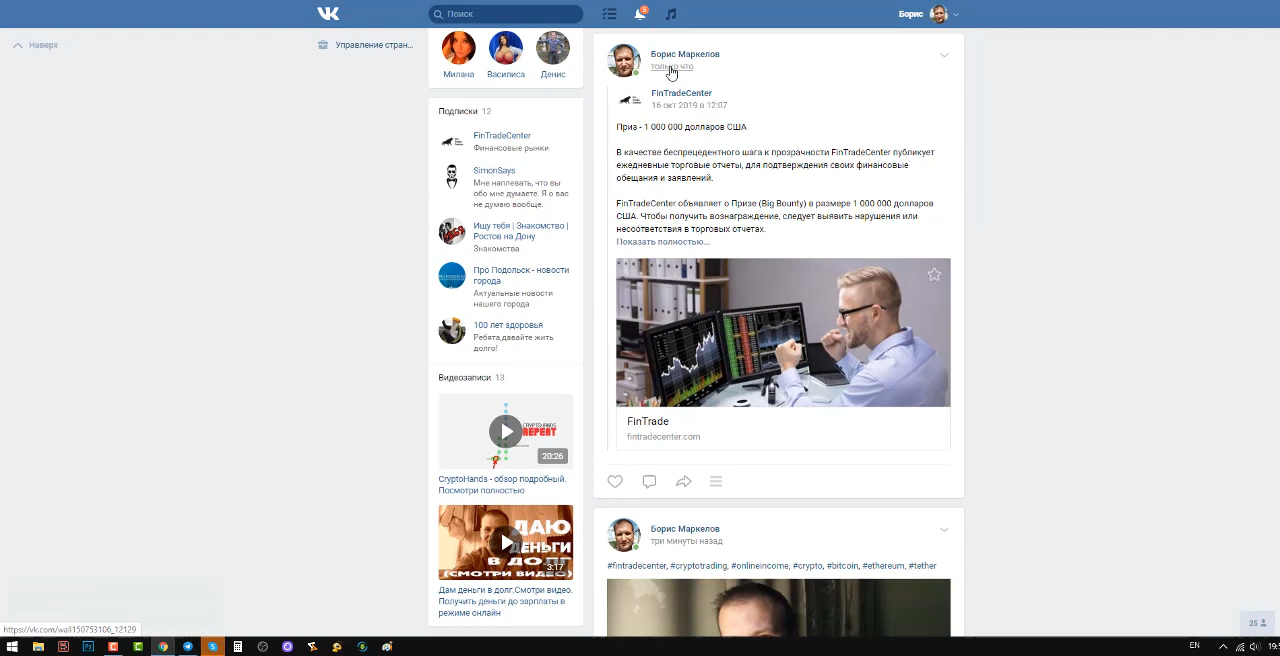 Поиск
6
Борис
Наверх
Управление стран...
Милана
Василиса
Денис
Подписки 12
FinTradeCenter
Финансовые рынки
SimonSays
Мне наплевать, что вы
обо мне думаете. Я о вас
не думаю вообще.
Ищу тебя | Знакомство |
Ростов на Дону
Знакомства
Про Подольск - новости
города
Актуальные новости
нашего города
100 лет здоровья
Ребята,давайте жить
долго!
Видеозаписи 13
CRYPTOHANDS
REPEAT
20:26
CryptoHands - обзор подробный.
Посмотри полностью
ДАЮ
ДЕНЬГИ
В ДОЛГ
(СМОТРИ ВИДЕО)
3:17
Дам деньги в долг.Смотри видео.
Получить деньги до зарплаты в
режиме онлайн
Борис Маркелов
только что
FinTradeCenter
16 окт 2019 в 12:07
Приз - 1 000 000 долларов США
В качестве беспрецедентного шага к прозрачности FinTradeCenter публикует
ежедневные торговые отчеты, для подтверждения своих финансовые
обещания и заявлений.
FinTradeCenter объявляет о Призе (Big Bounty) в размере 1 000 000 долларов
США. Чтобы получить вознаграждение, следует выявить нарушения или
несоответствия в торговых отчетах.
Показать полностью...
FinTrade
fintradecenter.com
Борис Маркелов
три минуты назад
#fintradecenter, #cryptotrading, #onlineincome, #crypto, #bitcoin, #ethereum, #tether
25
https://vk.com/wall150753106_12129
EN